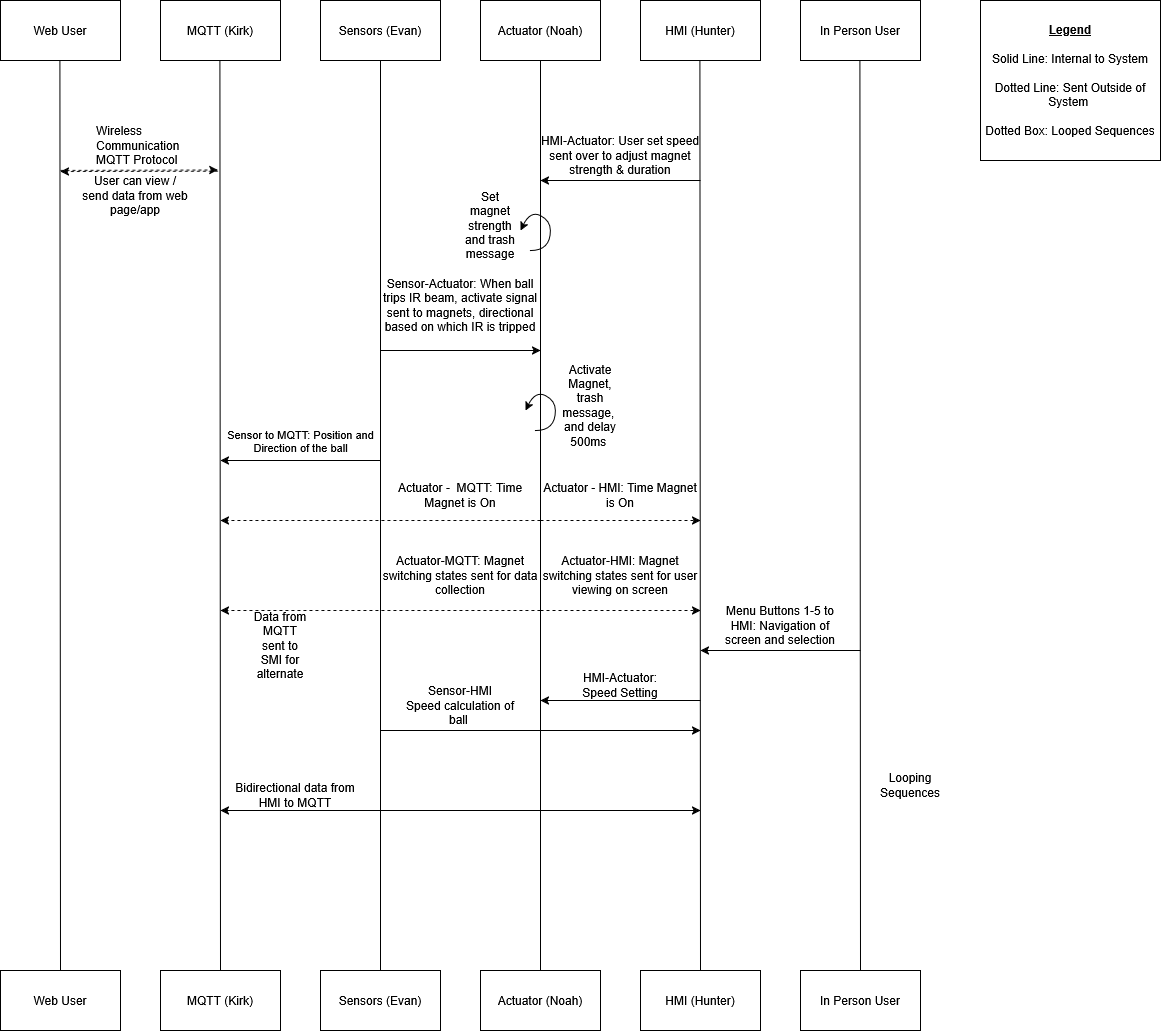 Web User
MQTT (Kirk)
Sensors (Evan)
Actuator (Noah)
HMI (Hunter)
In Person User
Legend
Solid Line: Internal to System
Dotted Line: Sent Outside of
System
Dotted Box: Looped Sequences
Wireless
Communication
MQTT Protocol
User can view /
send data from web
page/app
HMI-Actuator: User set speed
sent over to adjust magnet
strength & duration
Set
magnet
strength
and trash
message
Sensor-Actuator: When ball
trips IR beam, activate signal
sent to magnets, directional
based on which IR is tripped
Activate
Magnet,
trash
message,
and delay
500ms
Sensor to MQTT: Position and
Direction of the ball
Actuator - MQTT: Time
Magnet is On
Actuator - HMI: Time Magnet
is On
Actuator-MQTT: Magnet
switching states sent for data
collection
Actuator-HMI: Magnet
switching states sent for user
viewing on screen
Data from
MQTT
sent to
SMI for
alternate
Menu Buttons 1-5 to
HMI: Navigation of
screen and selection
HMI-Actuator:
Speed Setting
Sensor-HMI
Speed calculation of
ball
Looping
Sequences
Bidirectional data from
HMI to MQTT
Web User
MQTT (Kirk)
Sensors (Evan)
Actuator (Noah)
HMI (Hunter)
In Person User